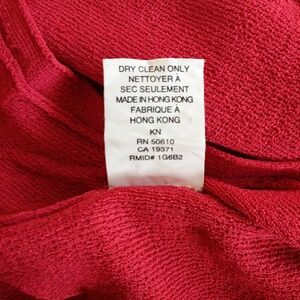 DRY CLEAN ONLY
NETTOYER À
SEC SEULEMENT
MADE IN HONG KONG
FABRIQUE À
HONG KONG
KN
RN 50610
CA 19371
RMID# 1G6B2